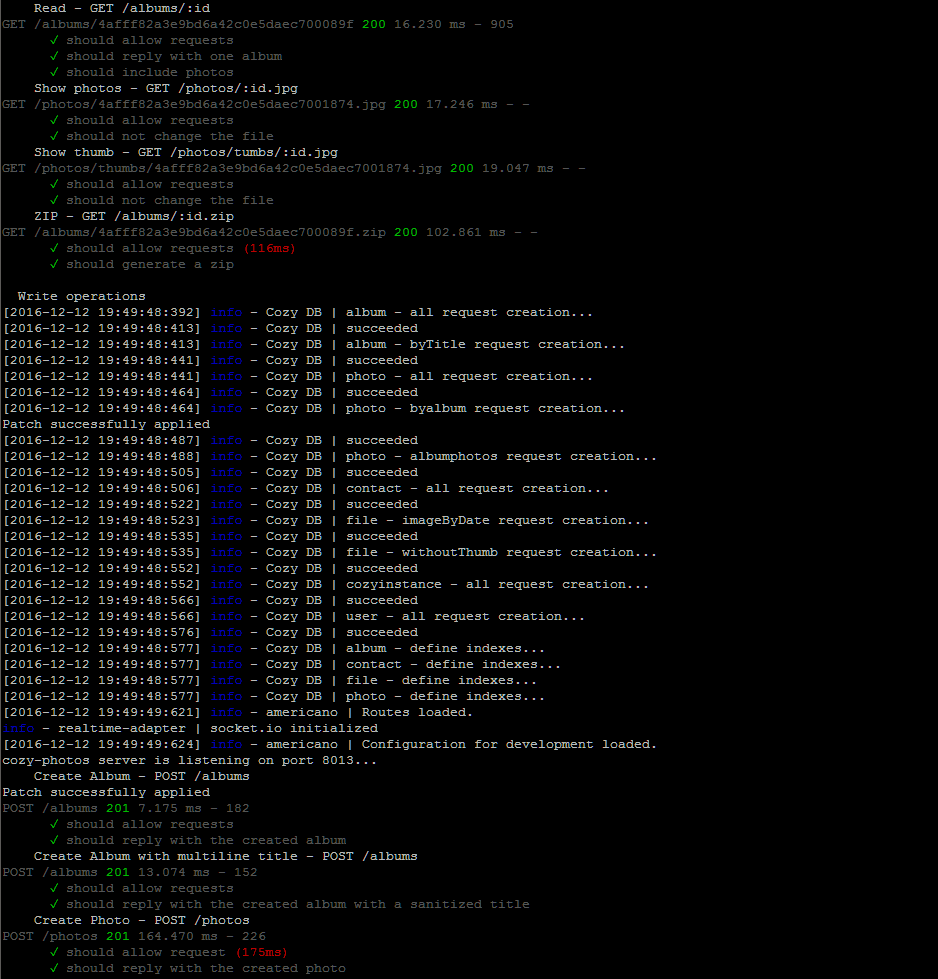 Read - GET /albums/:id
GET /albums/4afff82a3e9bd6a42c0e5daec700089f 200 16.230 ms - 905
✓ should allow requests
✓ should reply with one album
✓ should include photos
Show photos - GET /photos/:id.jpg
GET /photos/4afff82a3e9bd6a42c0e5daec7001874.jpg 200 17.246 ms - -
✓ should allow requests
✓ should not change the file
Show thumb - GET /photos/tumbs/:id.jpg
GET /photos/thumbs/4afff82a3e9bd6a42c0e5daec7001874.jpg 200 19.047 ms - -
✓ should allow requests
✓ should not change the file
ZIP - GET /albums/:id.zip
GET /albums/4afff82a3e9bd6a42c0e5daec700089f.zip 200 102.861 ms - -
✓ should allow requests (116ms)
✓ should generate a zip
Write operations
[2016-12-12 19:49:48:392] info - Cozy DB | album - all request creation...
[2016-12-12 19:49:48:413] info - Cozy DB | succeeded
[2016-12-12 19:49:48:413] info - Cozy DB | album - byTitle request creation...
[2016-12-12 19:49:48:441] info - Cozy DB | succeeded
[2016-12-12 19:49:48:441] info - Cozy DB | photo - all request creation...
[2016-12-12 19:49:48:464] info - Cozy DB | succeeded
[2016-12-12 19:49:48:464] info - Cozy DB | photo - byalbum request creation...
Patch successfully applied
[2016-12-12 19:49:48:487] info - Cozy DB | succeeded
[2016-12-12 19:49:48:488] info - Cozy DB | photo - albumphotos request creation...
[2016-12-12 19:49:48:505] info - Cozy DB | succeeded
[2016-12-12 19:49:48:506] info - Cozy DB | contact - all request creation...
[2016-12-12 19:49:48:522] info - Cozy DB | succeeded
[2016-12-12 19:49:48:523] info - Cozy DB | file - imageByDate request creation...
[2016-12-12 19:49:48:535] info - Cozy DB | succeeded
[2016-12-12 19:49:48:535] info - Cozy DB | file - withoutThumb request creation...
[2016-12-12 19:49:48:552] info - Cozy DB | succeeded
[2016-12-12 19:49:48:552] info - Cozy DB | cozyinstance - all request creation...
[2016-12-12 19:49:48:566] info - Cozy DB | succeeded
[2016-12-12 19:49:48:566] info - Cozy DB | user - all request creation...
[2016-12-12 19:49:48:576] info - Cozy DB | succeeded
[2016-12-12 19:49:48:577] info - Cozy DB | album - define indexes...
[2016-12-12 19:49:48:577] info - Cozy DB | contact - define indexes...
[2016-12-12 19:49:48:577] info - Cozy DB | file - define indexes...
[2016-12-12 19:49:48:577] info - Cozy DB | photo - define indexes...
[2016-12-12 19:49:49:621] info - americano | Routes loaded.
info - realtime-adapter | socket.io initialized
[2016-12-12 19:49:49:624] info - americano | Configuration for development loaded.
cozy-photos server is listening on port 8013...
Create Album - POST /albums
Patch successfully applied
POST /albums 201 7.175 ms - 182
✓ should allow requests
✓ should reply with the created album
Create Album with multiline title - POST /albums
POST /albums 201 13.074 ms - 152
✓ should allow requests
✓ should reply with the created album with a sanitized title
Create Photo - POST /photos
POST /photos 201 164.470 ms - 226
✓ should allow request (175ms)
✓ should reply with the created photo